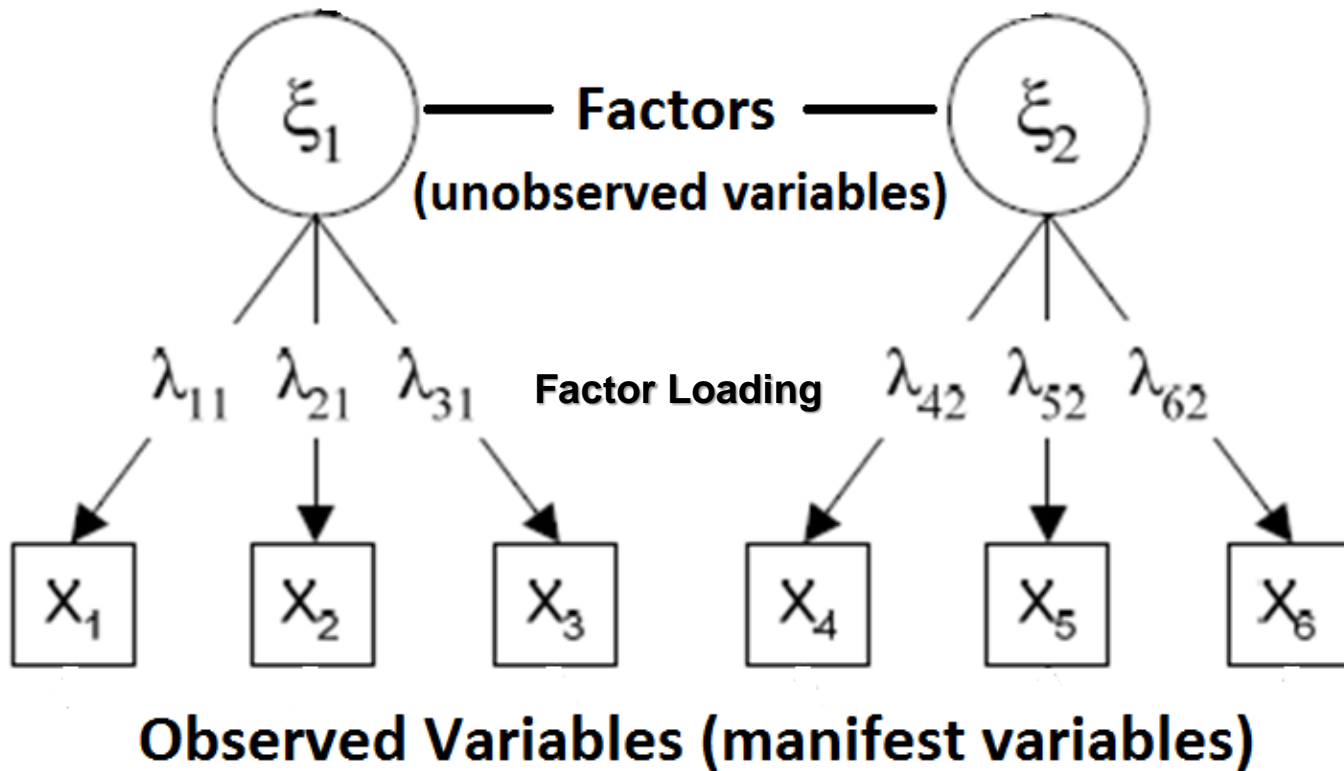 ξ₁ Factors ξ₂
(unobserved variables)
λ₁₁ λ₂₁ λ₃₁ Factor Loading λ₄₂ λ₅₂ λ₆₂
X₁ X₂ X₃ X₄ X₅ X₆
Observed Variables (manifest variables)